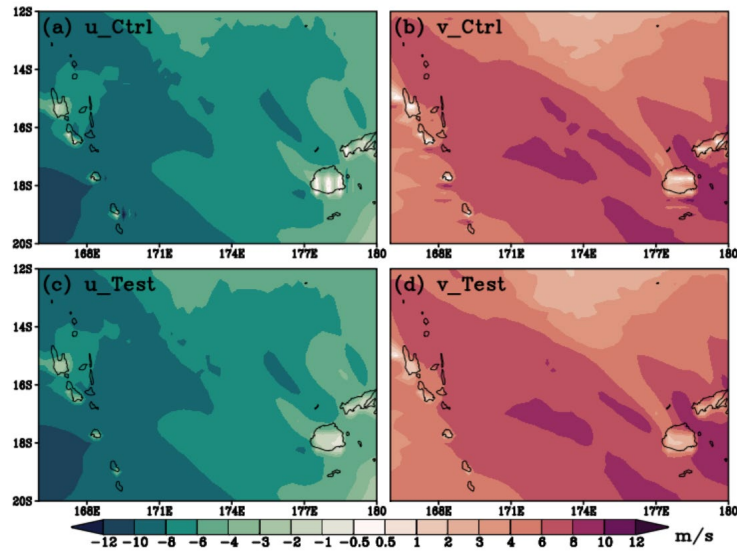 12S
(a) u_Ctrl
(b) v_Ctrl
14S
16S
18S
20S
168E 171E 174E 177E 180
168E 171E 174E 177E 180
12S
(c) u_Test
(d) v_Test
14S
16S
18S
20S
168E 171E 174E 177E 180
168E 171E 174E 177E 180
-12 -10 -8 -6 -4 -3 -2 -1 -0.5 0.5 1 2 3 4 6 8 10 12 m/s